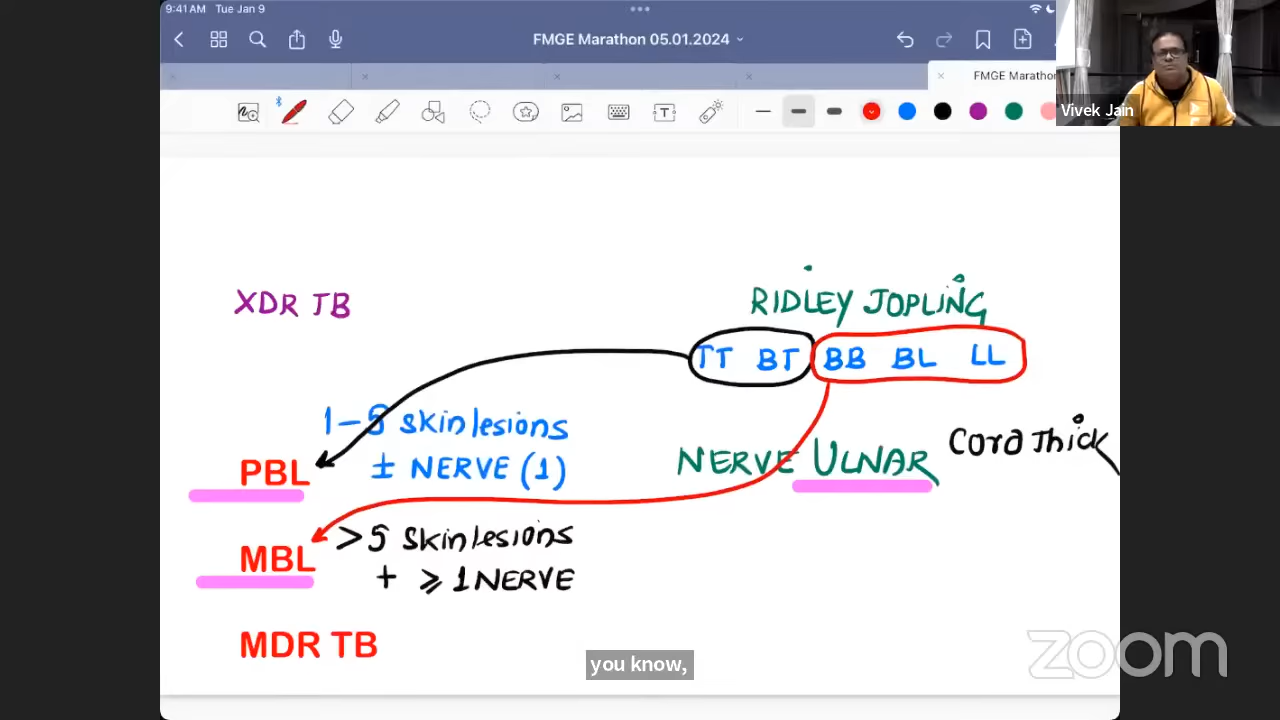 9:41 AM Tue Jan 9
FMGE Marathon 05.01.2024
FMGE Marathon
T
Vivek Jain
XDR TB
RIDLEY JOPLING
TT BT BB BL LL
1-5 skin lesions
± NERVE (1)
PBL
NERVE ULNAR
Cord Thick
>5 skin lesions
+ ≥ 1 NERVE
MBL
MDR TB
you know,
zoom